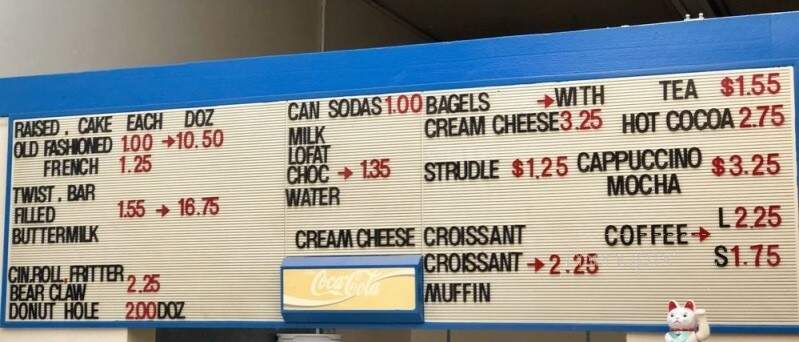 RAISED, CAKE EACH DOZ
OLD FASHIONED 1.00 → 10.50
FRENCH 1.25
TWIST, BAR
FILLED 1.55 → 16.75
BUTTERMILK
CIN.ROLL, FRITTER
BEAR CLAW 2.25
DONUT HOLE 2.00 DOZ
CAN SODAS 1.00
MILK
LOFAT
CHOC → 1.35
WATER
BAGELS → WITH
CREAM CHEESE 3.25
STRUDLE $1.25
CREAM CHEESE CROISSANT
CROISSANT → 2.25
MUFFIN
TEA $1.55
HOT COCOA 2.75
CAPPUCCINO $3.25
MOCHA
L 2.25
COFFEE →
S 1.75
Coca-Cola